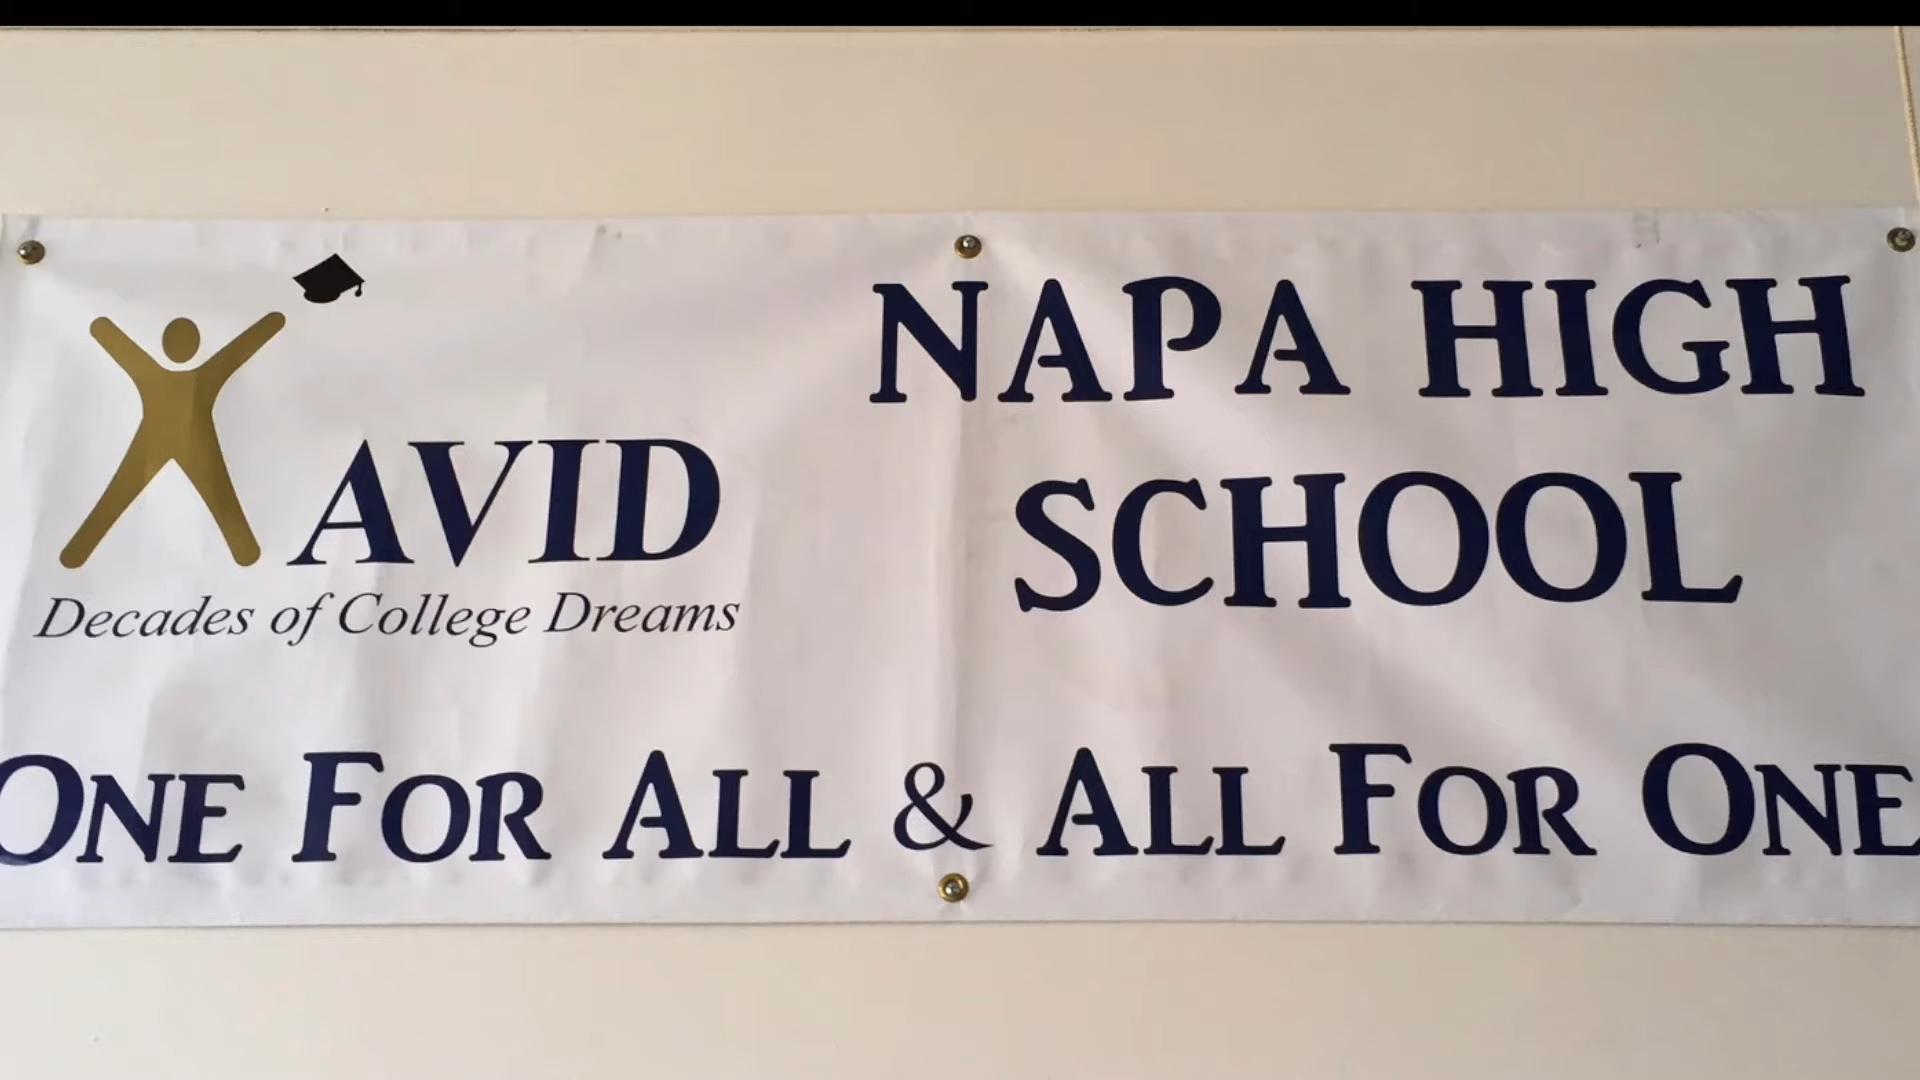 AVID
Decades of College Dreams
NAPA HIGH
SCHOOL
ONE FOR ALL & ALL FOR ONE